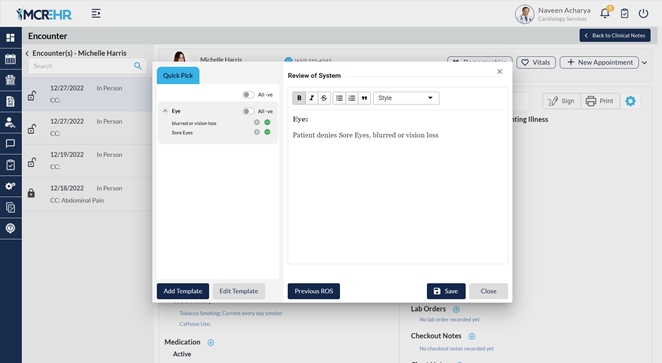 MCREHR
Naveen Acharya
Cardiology Services
Encounter
Back to Clinical Notes
Encounter(s) - Michelle Harris
Search
12/27/2022 In Person
CC:
12/27/2022 In Person
CC:
12/19/2022 In Person
CC:
12/18/2022 In Person
CC: Abdominal Pain
Michelle Harris
Vitals
New Appointment
Sign
Print
Quick Pick
All -ve
Eye
All -ve
blurred or vision loss
Sore Eyes
Add Template
Edit Template
Review of System
B I S
Style
Eye:
Patient denies Sore Eyes, blurred or vision loss
Previous ROS
Save
Close
Tobacco Smoking: Current every day smoker
Caffeine Use:
Medication
Active
Lab Orders
No lab order recorded yet
Checkout Notes
No checkout notes recorded yet